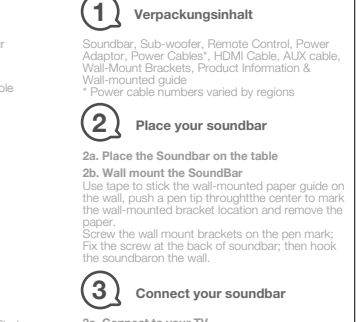 1 Verpackungsinhalt
Soundbar, Sub-woofer, Remote Control, Power
Adaptor, Power Cables*, HDMI Cable, AUX cable,
Wall-Mount Brackets, Product Information &
Wall-mounted guide
* Power cable numbers varied by regions
2 Place your soundbar
2a. Place the Soundbar on the table
2b. Wall mount the SoundBar
Use tape to stick the wall-mounted paper guide on
the wall, push a pen tip throughtthe center to mark
the wall-mounted bracket location and remove the
paper.
Screw the wall mount brackets on the pen mark;
Fix the screw at the back of soundbar; then hook
the soundbaron the wall.
3 Connect your soundbar